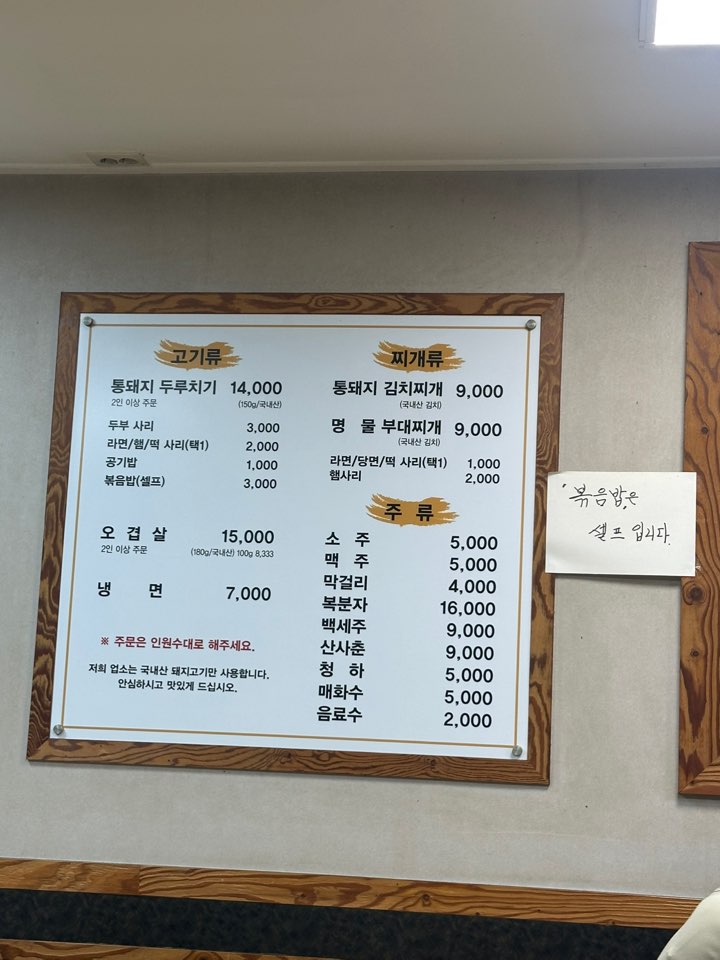 고기류
통돼지 두루치기 14,000
2인 이상 주문 (150g/국내산)
두부 사리 3,000
라면/햄/떡 사리(택1) 2,000
공기밥 1,000
볶음밥(셀프) 3,000
오 겹 살 15,000
2인 이상 주문 (180g/국내산) 100g 8,333
냉 면 7,000
※ 주문은 인원수대로 해주세요.
저희 업소는 국내산 돼지고기만 사용합니다.
안심하시고 맛있게 드십시오.
찌개류
통돼지 김치찌개 9,000
(국내산 김치)
명 물 부대찌개 9,000
(국내산 김치)
라면/당면/떡 사리(택1) 1,000
햄사리 2,000
주 류
소 주 5,000
맥 주 5,000
막걸리 4,000
복분자 16,000
백세주 9,000
산사춘 9,000
청 하 5,000
매화수 5,000
음료수 2,000
볶음밥은
셀프 입니다.